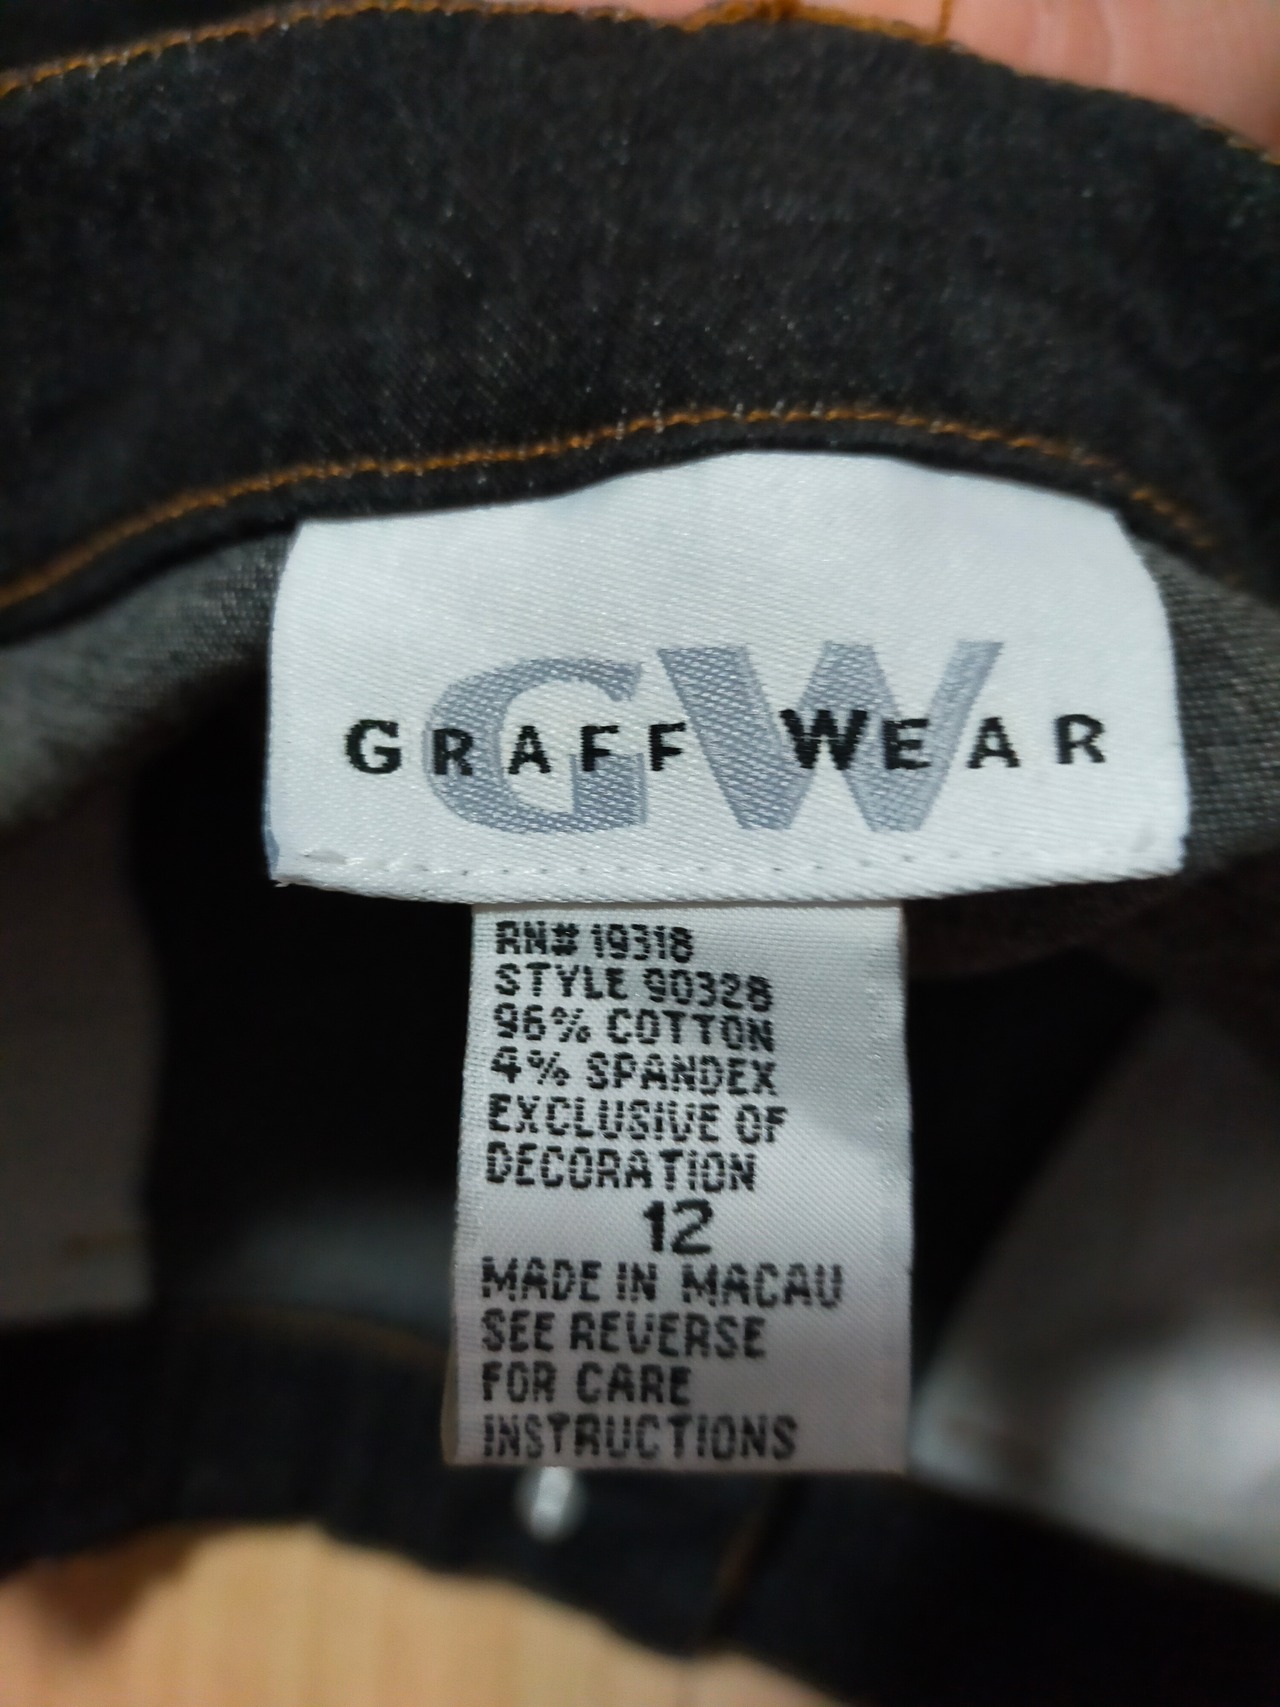 GW
GRAFF WEAR
RN# 19318
STYLE 90328
96% COTTON
4% SPANDEX
EXCLUSIVE OF
DECORATION
12
MADE IN MACAU
SEE REVERSE
FOR CARE
INSTRUCTIONS